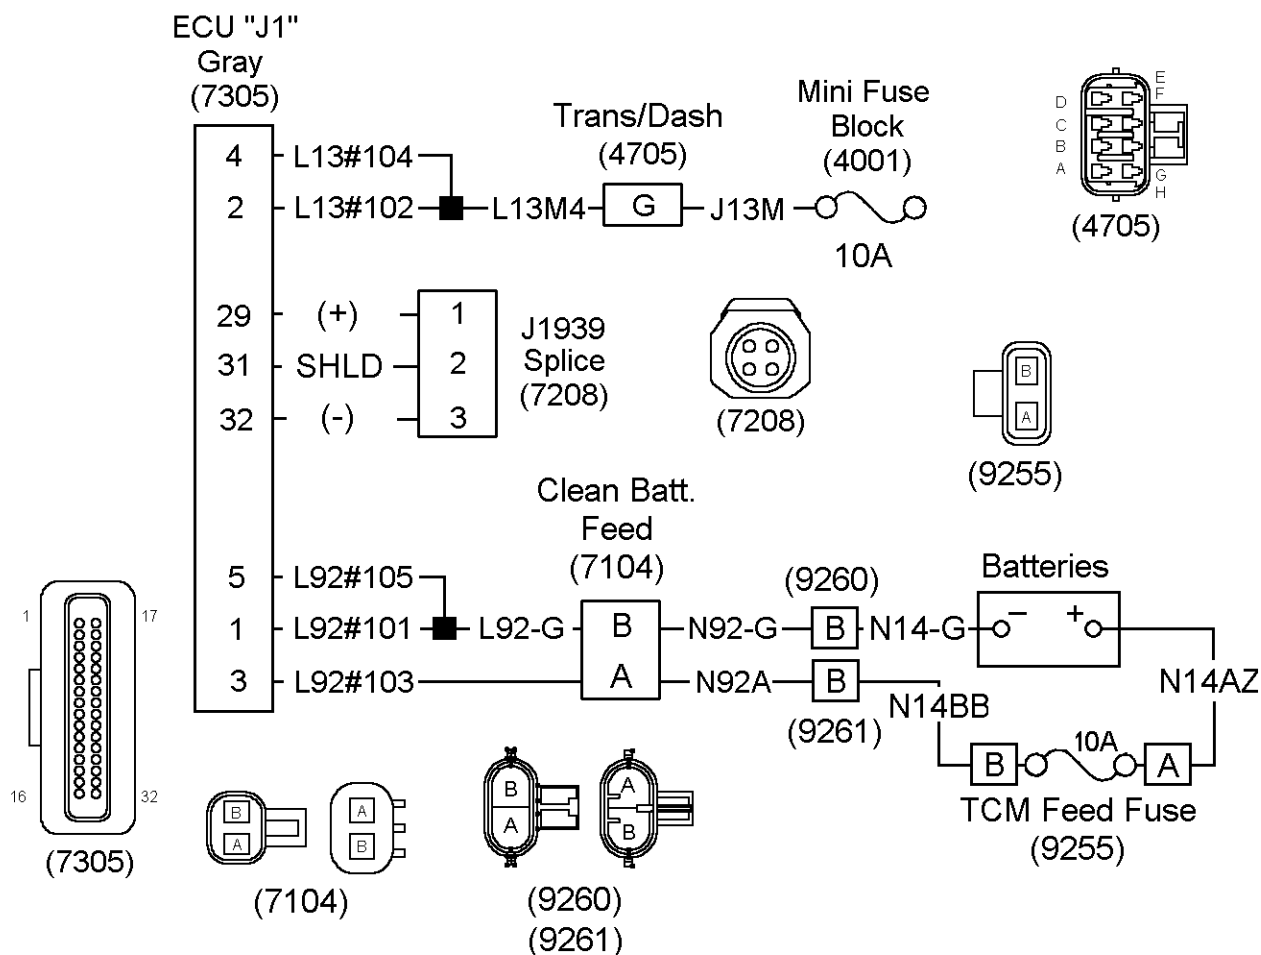 ECU "J1"
Gray
(7305)
Trans/Dash
(4705)
Mini Fuse
Block
(4001)
4 L13#104
2 L13#102 L13M4 G J13M
10A
D
C
B
A
E
F
G
H
(4705)
29 (+) 1
31 SHLD 2
32 (-) 3
J1939
Splice
(7208)
(7208)
B
A
(9255)
Clean Batt.
Feed
(7104)
5 L92#105
1 L92#101 L92-G B N92-G B N14-G − +
3 L92#103 A N92A B N14BB
(9260)
(9261)
Batteries
N14AZ
B 10A A
TCM Feed Fuse
(9255)
1 17
16 32
(7305)
B
A
A
B
(7104)
B
A
A
B
(9260)
(9261)